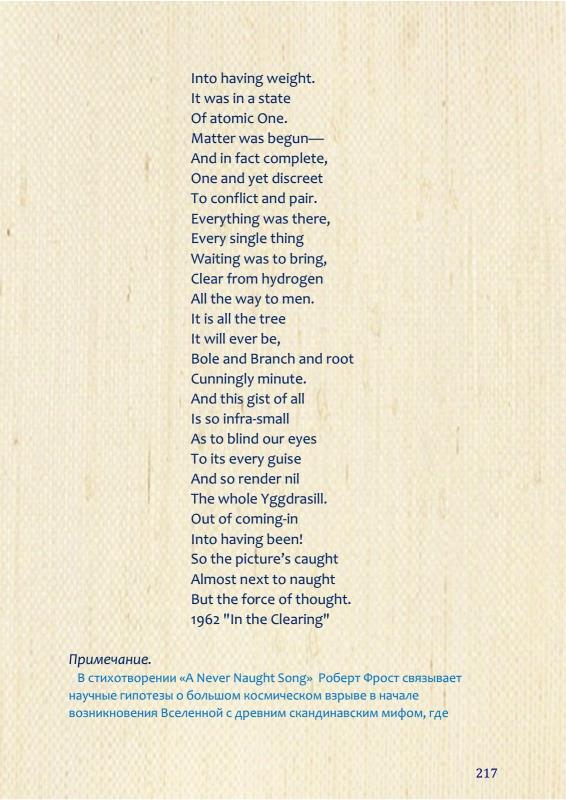 Into having weight.
It was in a state
Of atomic One.
Matter was begun—
And in fact complete,
One and yet discreet
To conflict and pair.
Everything was there,
Every single thing
Waiting was to bring,
Clear from hydrogen
All the way to men.
It is all the tree
It will ever be,
Bole and Branch and root
Cunningly minute.
And this gist of all
Is so infra-small
As to blind our eyes
To its every guise
And so render nil
The whole Yggdrasill.
Out of coming-in
Into having been!
So the picture’s caught
Almost next to naught
But the force of thought.
1962 "In the Clearing"
Примечание.
В стихотворении «A Never Naught Song» Роберт Фрост связывает
научные гипотезы о большом космическом взрыве в начале
возникновения Вселенной с древним скандинавским мифом, где
217